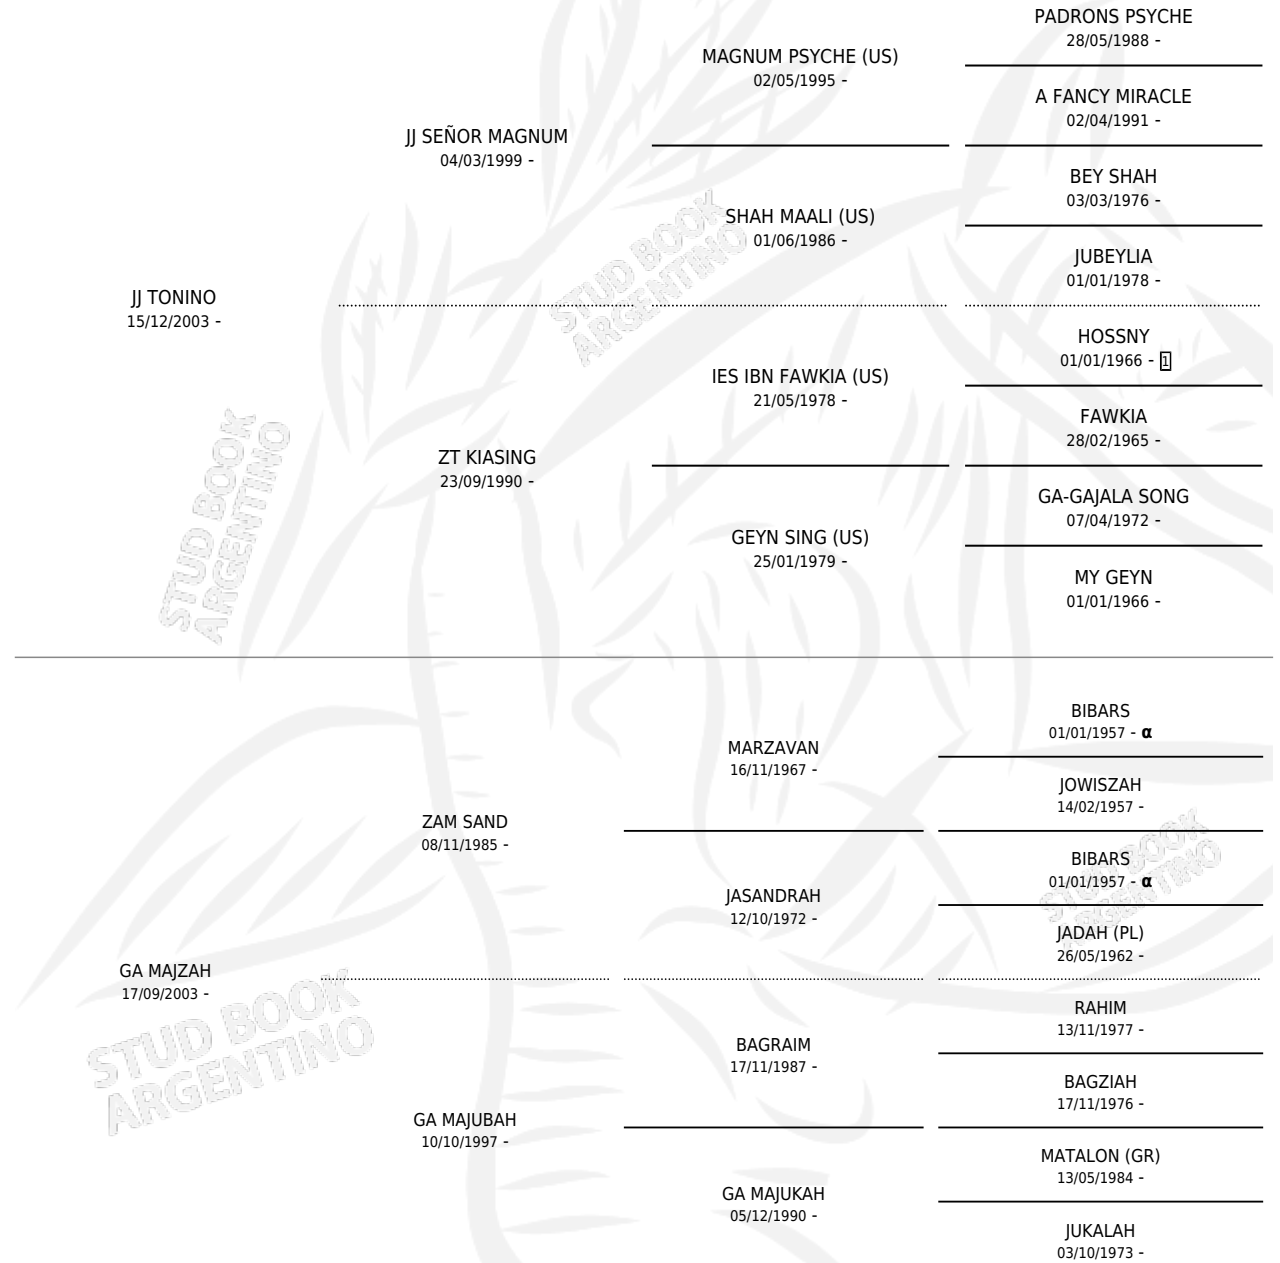 PADRONS PSYCHE
28/05/1988 -
MAGNUM PSYCHE (US)
02/05/1995 -
A FANCY MIRACLE
02/04/1991 -
JJ SEÑOR MAGNUM
04/03/1999 -
BEY SHAH
03/03/1976 -
SHAH MAALI (US)
01/06/1986 -
JUBEYLIA
01/01/1978 -
JJ TONINO
15/12/2003 -
HOSSNY
01/01/1966 - 1
IES IBN FAWKIA (US)
21/05/1978 -
FAWKIA
28/02/1965 -
ZT KIASING
23/09/1990 -
GA-GAJALA SONG
07/04/1972 -
GEYN SING (US)
25/01/1979 -
MY GEYN
01/01/1966 -
STUD BOOK
ARGENTINO
STUD BOOK
ARGENTINO
BIBARS
01/01/1957 - α
MARZAVAN
16/11/1967 -
JOWISZAH
14/02/1957 -
ZAM SAND
08/11/1985 -
BIBARS
01/01/1957 - α
JASANDRAH
12/10/1972 -
JADAH (PL)
26/05/1962 -
GA MAJZAH
17/09/2003 -
RAHIM
13/11/1977 -
BAGRAIM
17/11/1987 -
BAGZIAH
17/11/1976 -
GA MAJUBAH
10/10/1997 -
MATALON (GR)
13/05/1984 -
GA MAJUKAH
05/12/1990 -
JUKALAH
03/10/1973 -
STUD BOOK
ARGENTINO
STUD BOOK
ARGENTINO